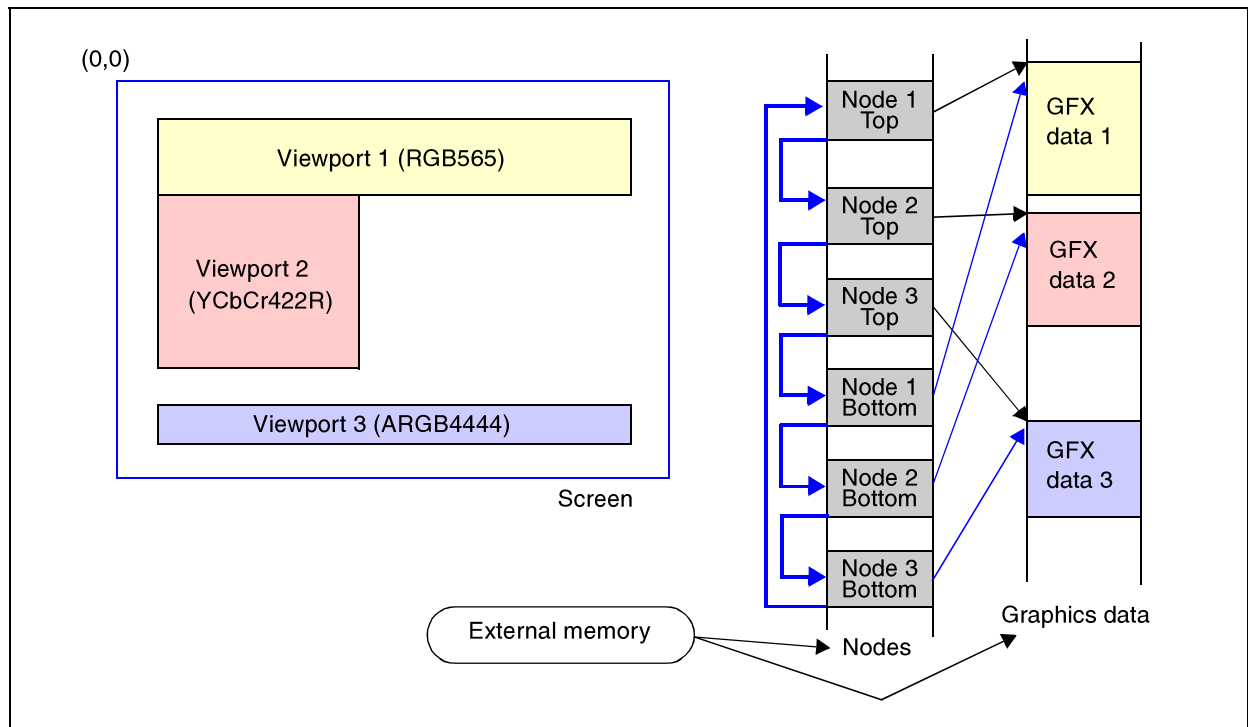 (0,0)
Viewport 1 (RGB565)
Viewport 2
(YCbCr422R)
Viewport 3 (ARGB4444)
Screen
Node 1
Top
Node 2
Top
Node 3
Top
Node 1
Bottom
Node 2
Bottom
Node 3
Bottom
GFX
data 1
GFX
data 2
GFX
data 3
Graphics data
External memory
Nodes